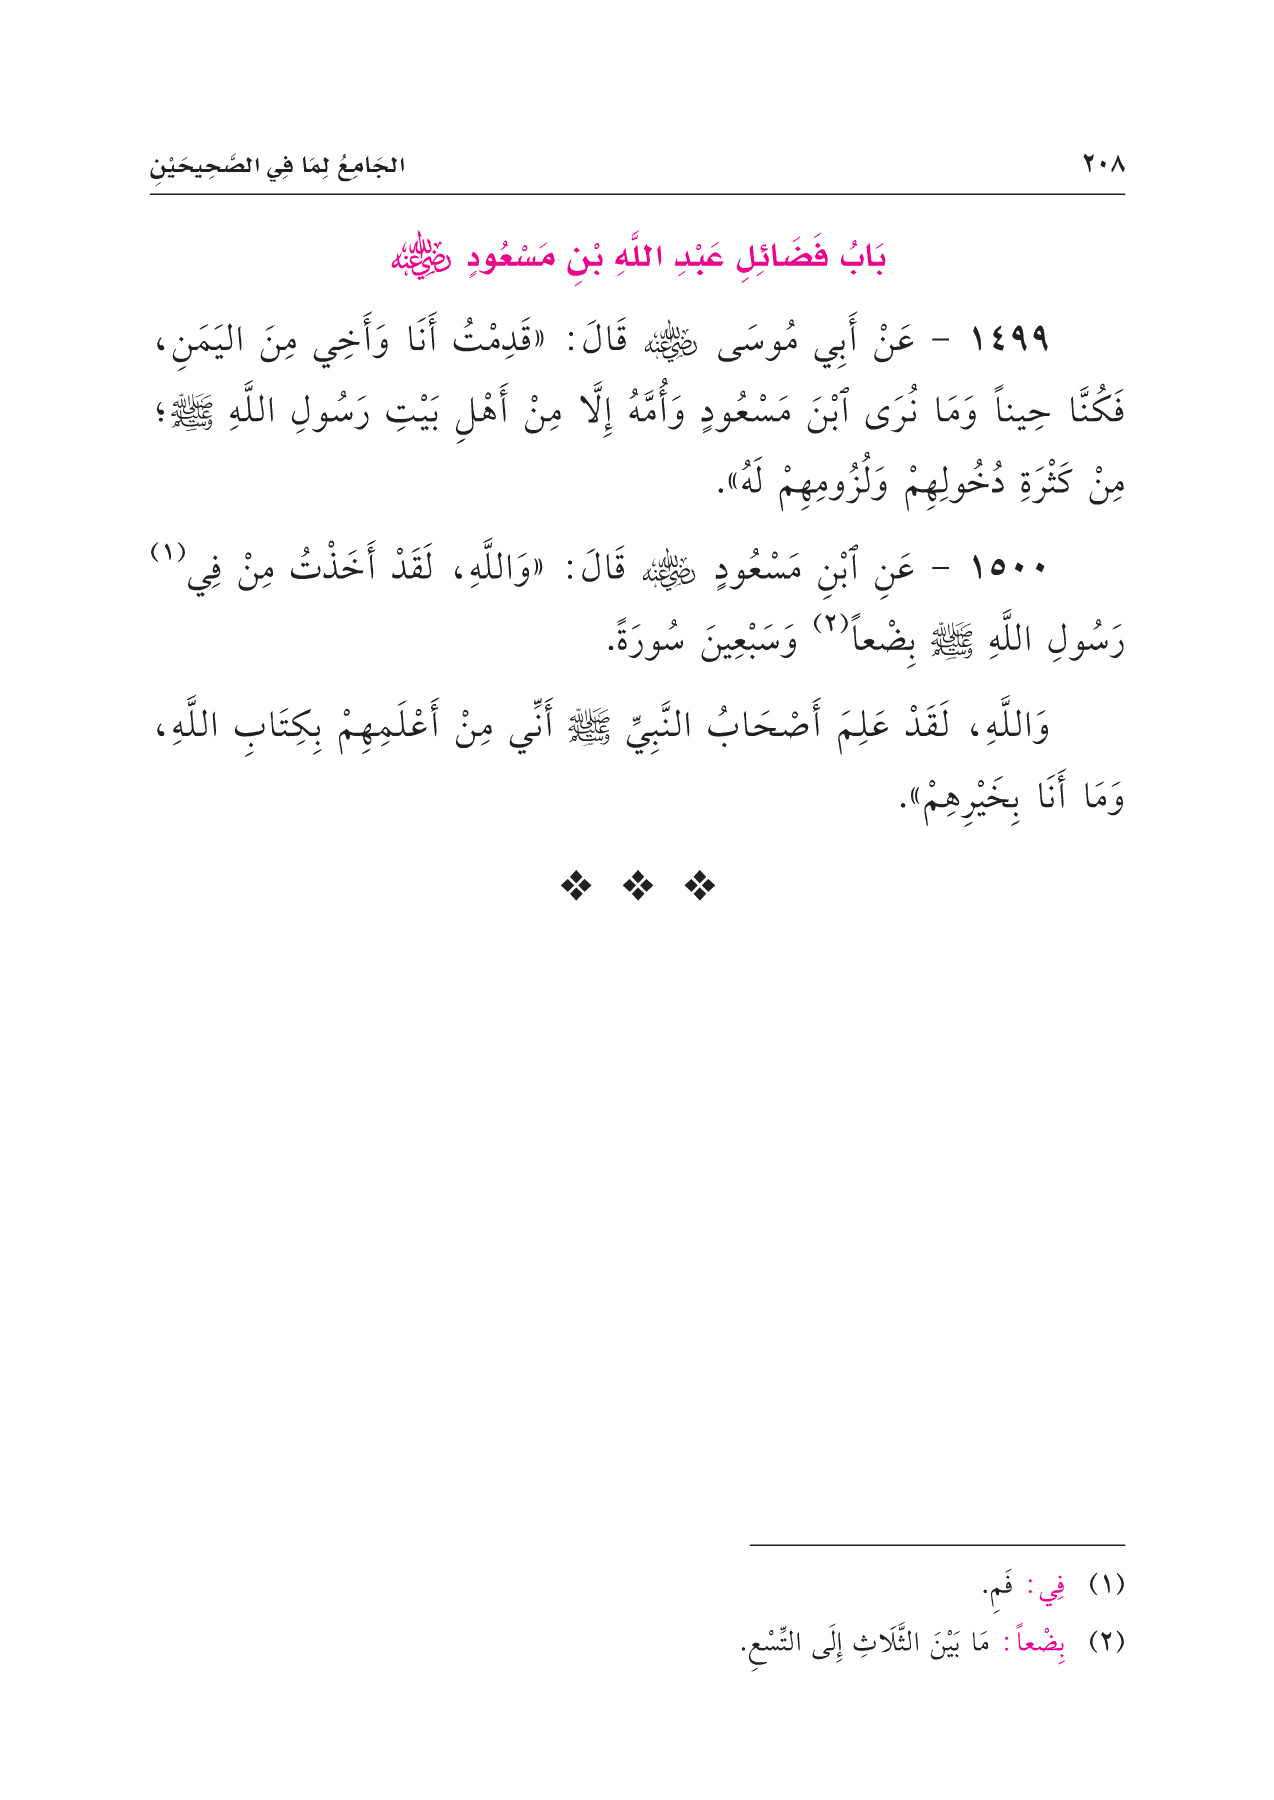 ٢٠٨ الجَامِعُ لِمَا فِي الصَّحِيحَيْنِ
بَابُ فَضَائِلِ عَبْدِ اللَّهِ بْنِ مَسْعُودٍ رضي الله عنه
١٤٩٩ - عَنْ أَبِي مُوسَى رضي الله عنه قَالَ: «قَدِمْتُ أَنَا وَأَخِي مِنَ اليَمَنِ،
فَكُنَّا حِيناً وَمَا نُرَى ٱبْنَ مَسْعُودٍ وَأُمَّهُ إِلَّا مِنْ أَهْلِ بَيْتِ رَسُولِ اللَّهِ ﷺ؛
مِنْ كَثْرَةِ دُخُولِهِمْ وَلُزُومِهِمْ لَهُ».
١٥٠٠ - عَنِ ٱبْنِ مَسْعُودٍ رضي الله عنه قَالَ: «وَاللَّهِ، لَقَدْ أَخَذْتُ مِنْ فِي(١)
رَسُولِ اللَّهِ ﷺ بِضْعاً(٢) وَسَبْعِينَ سُورَةً.
وَاللَّهِ، لَقَدْ عَلِمَ أَصْحَابُ النَّبِيِّ ﷺ أَنِّي مِنْ أَعْلَمِهِمْ بِكِتَابِ اللَّهِ،
وَمَا أَنَا بِخَيْرِهِمْ».
(١) فِي: فَمِ.
(٢) بِضْعاً: مَا بَيْنَ الثَّلَاثِ إِلَى التِّسْعِ.